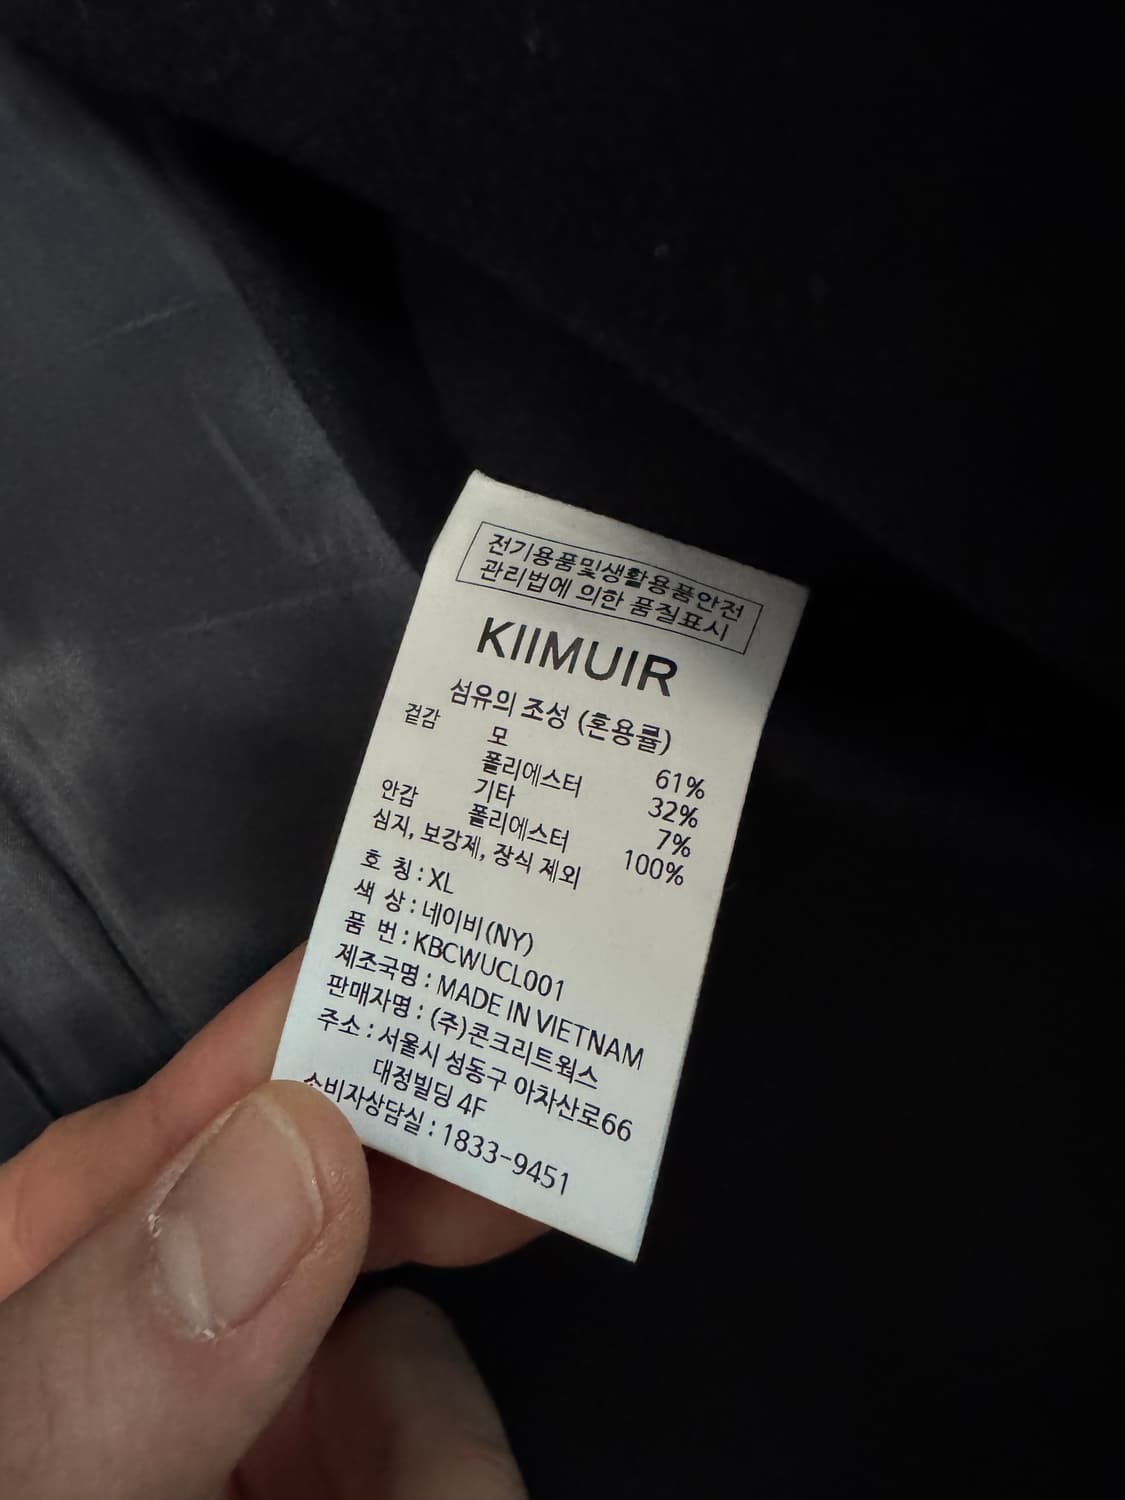 전기용품및생활용품안전
관리법에 의한 품질표시
KIIMUIR
섬유의 조성 (혼용률)
겉감 모 61%
폴리에스터 32%
기타 7%
안감 폴리에스터 100%
심지, 보강제, 장식 제외
호 칭 : XL
색 상 : 네이비(NY)
품 번 : KBCWUCL001
제조국명 : MADE IN VIETNAM
판매자명 : (주)콘크리트웍스
주소 : 서울시 성동구 아차산로66
대정빌딩 4F
소비자상담실 : 1833-9451